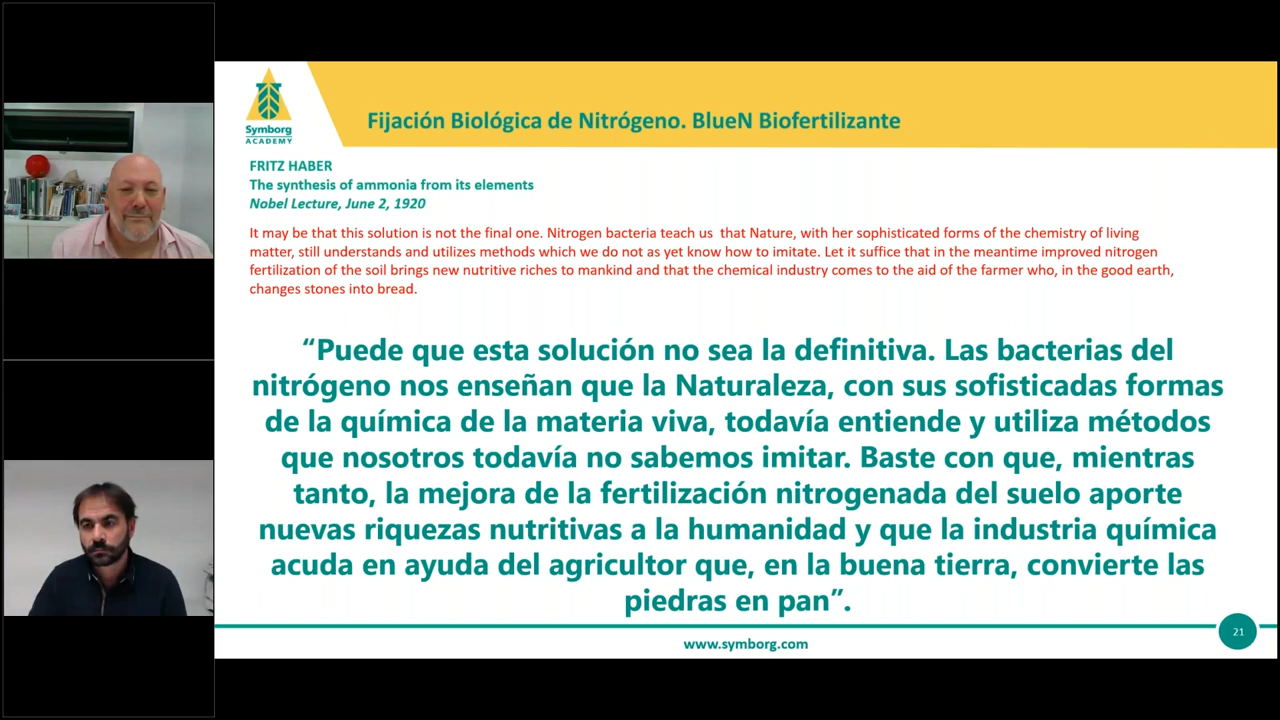 Symborg
ACADEMY
Fijación Biológica de Nitrógeno. BlueN Biofertilizante
FRITZ HABER
The synthesis of ammonia from its elements
Nobel Lecture, June 2, 1920
It may be that this solution is not the final one. Nitrogen bacteria teach us that Nature, with her sophisticated forms of the chemistry of living
matter, still understands and utilizes methods which we do not as yet know how to imitate. Let it suffice that in the meantime improved nitrogen
fertilization of the soil brings new nutritive riches to mankind and that the chemical industry comes to the aid of the farmer who, in the good earth,
changes stones into bread.
“Puede que esta solución no sea la definitiva. Las bacterias del
nitrógeno nos enseñan que la Naturaleza, con sus sofisticadas formas
de la química de la materia viva, todavía entiende y utiliza métodos
que nosotros todavía no sabemos imitar. Baste con que, mientras
tanto, la mejora de la fertilización nitrogenada del suelo aporte
nuevas riquezas nutritivas a la humanidad y que la industria química
acuda en ayuda del agricultor que, en la buena tierra, convierte las
piedras en pan”.
www.symborg.com
21